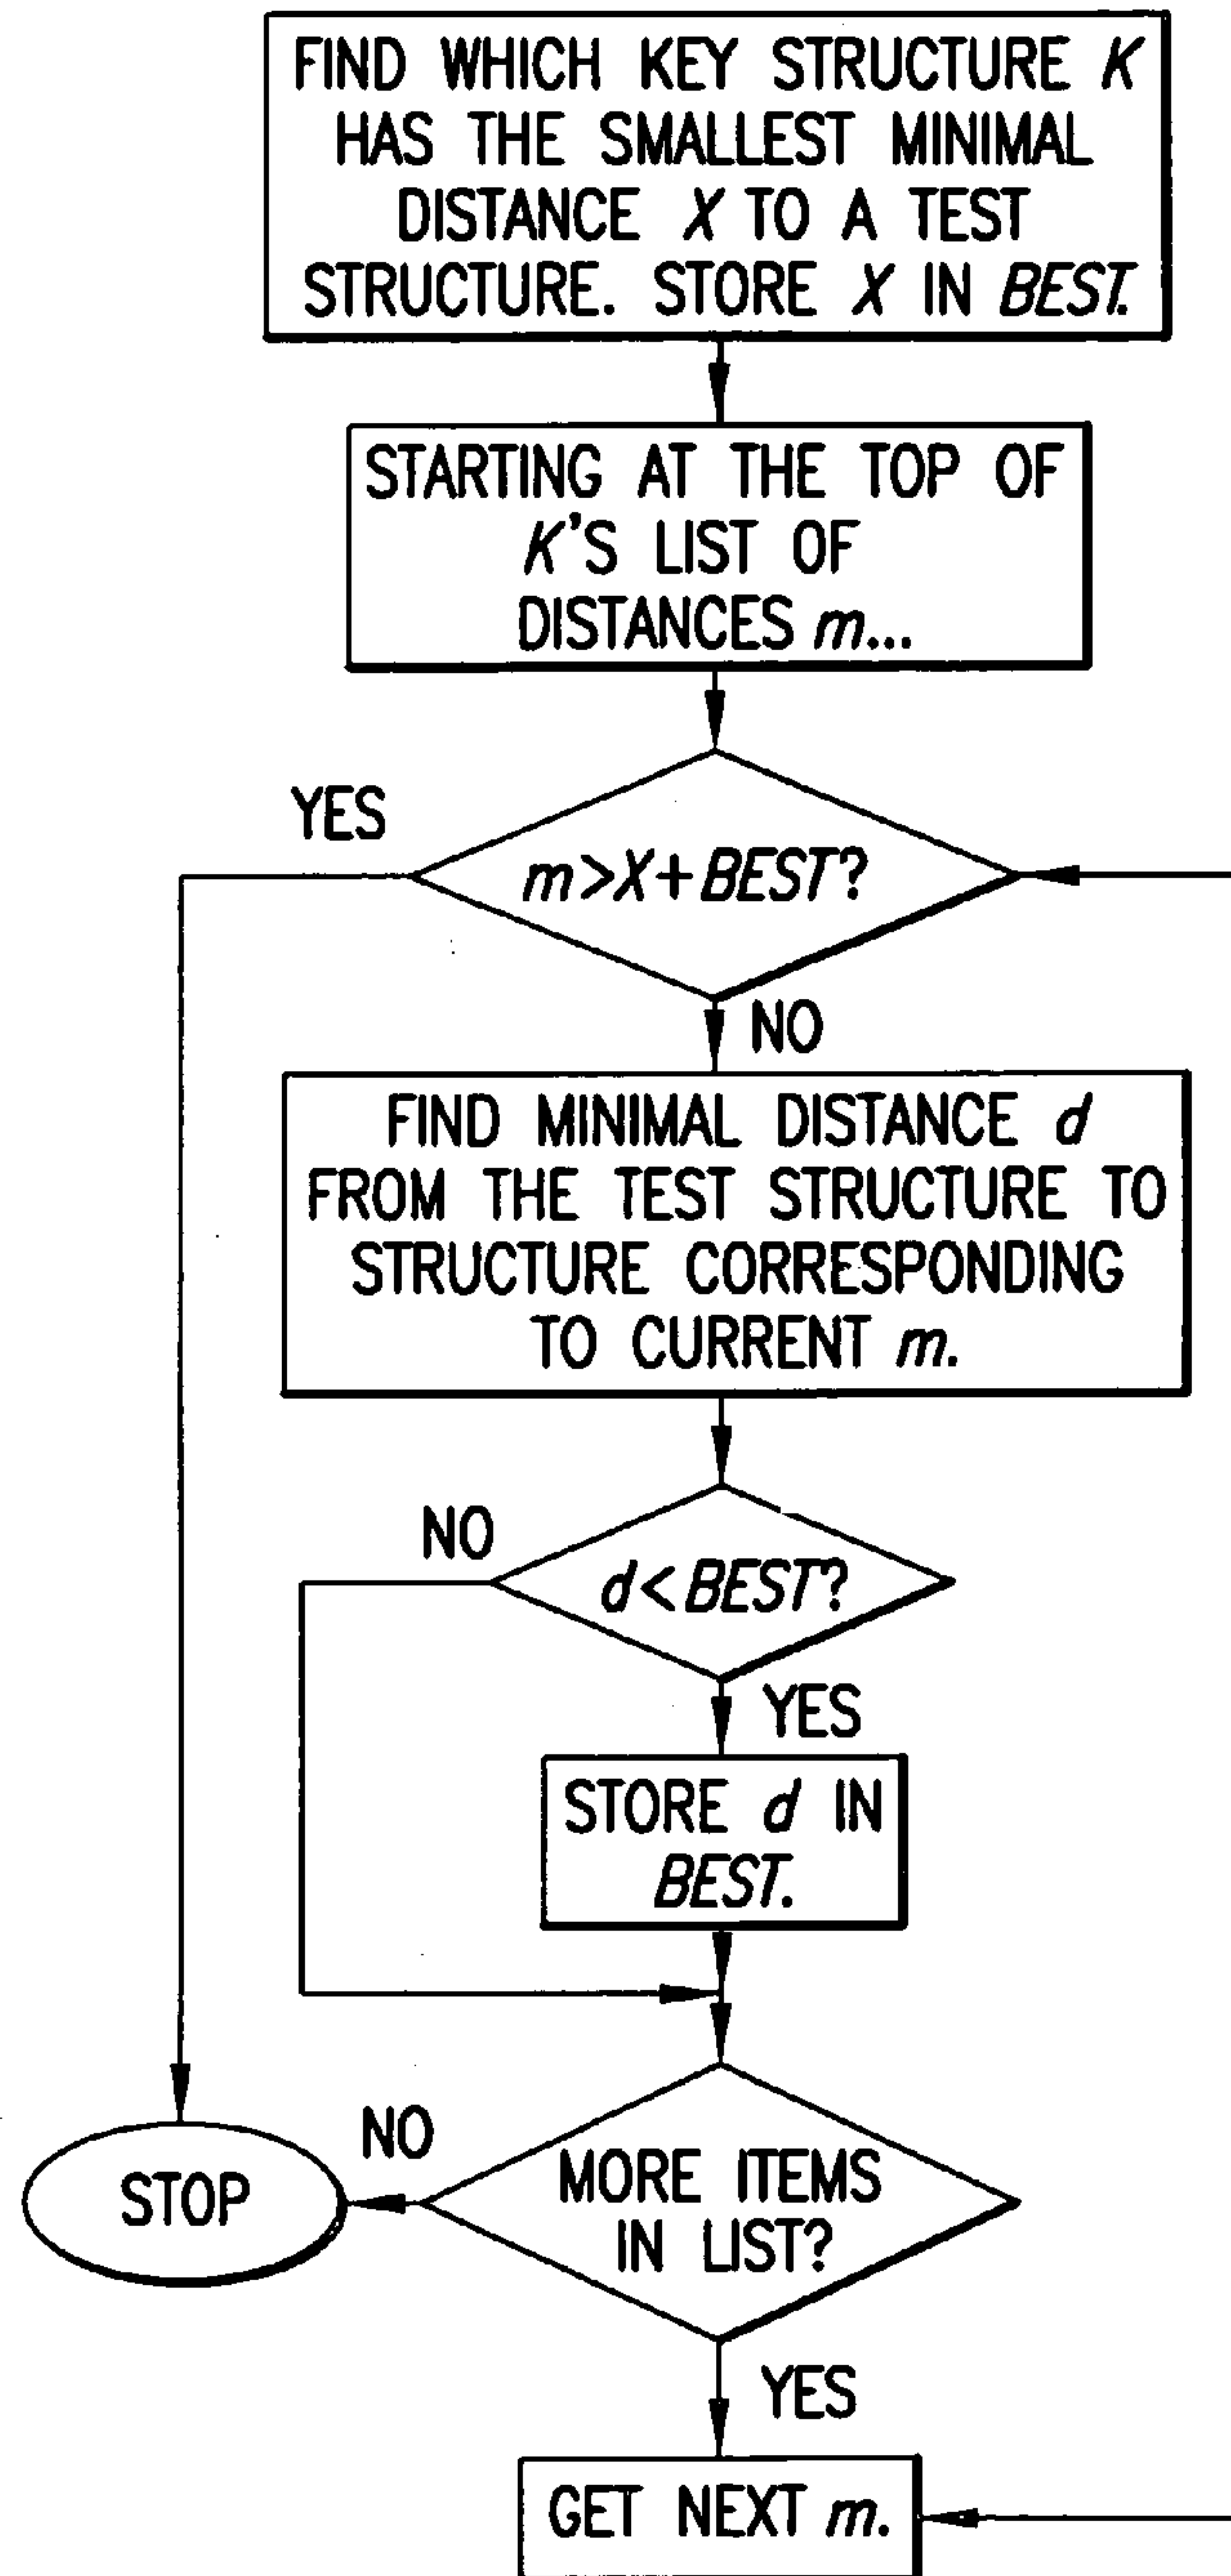 FIND WHICH KEY STRUCTURE K
HAS THE SMALLEST MINIMAL
DISTANCE X TO A TEST
STRUCTURE. STORE X IN BEST.
STARTING AT THE TOP OF
K'S LIST OF
DISTANCES m...
YES
m>X+BEST?
NO
FIND MINIMAL DISTANCE d
FROM THE TEST STRUCTURE TO
STRUCTURE CORRESPONDING
TO CURRENT m.
NO
d<BEST?
YES
STORE d IN
BEST.
STOP
NO
MORE ITEMS
IN LIST?
YES
GET NEXT m.